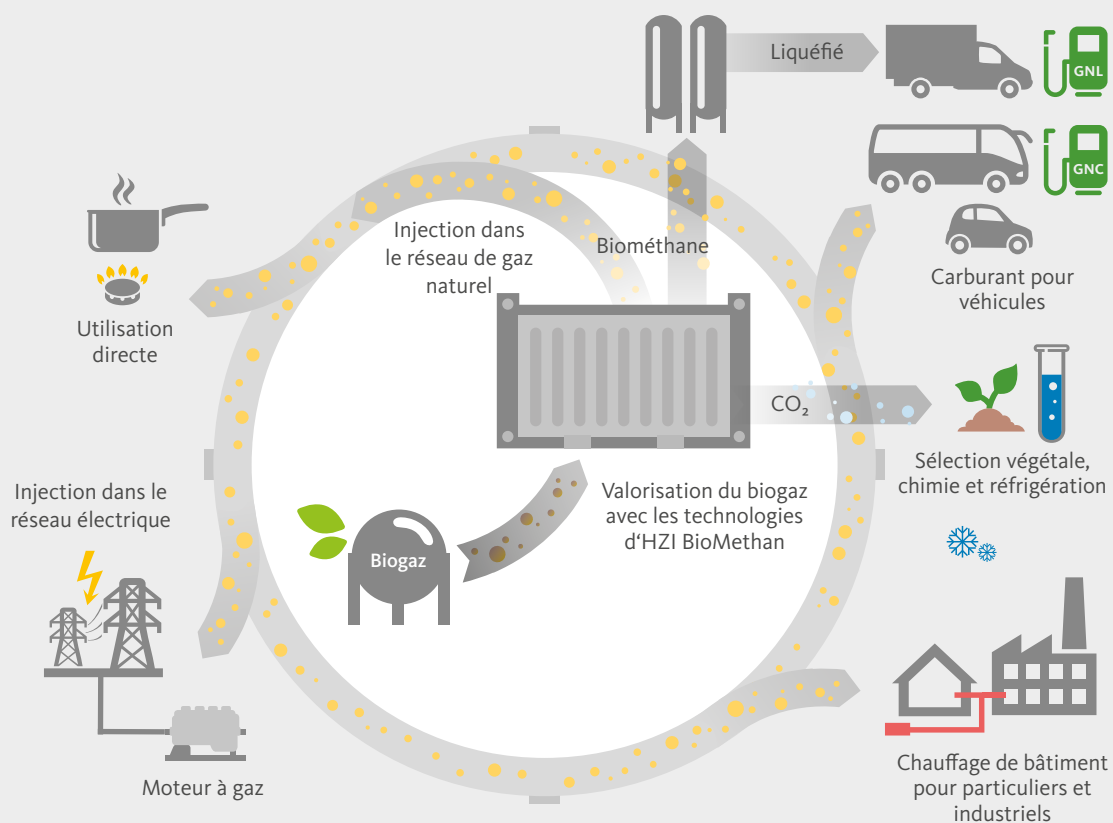 Liquéfié
GNL
GNC
Injection dans
le réseau de gaz
naturel
Biométhane
Carburant pour
véhicules
Utilisation
directe
CO₂
Sélection végétale,
chimie et réfrigération
Injection dans le
réseau électrique
Valorisation du biogaz
avec les technologies
d‘HZI BioMethan
Biogaz
Moteur à gaz
Chauffage de bâtiment
pour particuliers et
industriels